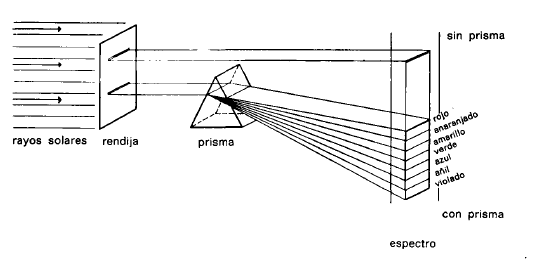 sin prisma
rojo
anaranjado
amarillo
verde
azul
añil
violado
rayos solares
rendija
prisma
con prisma
espectro